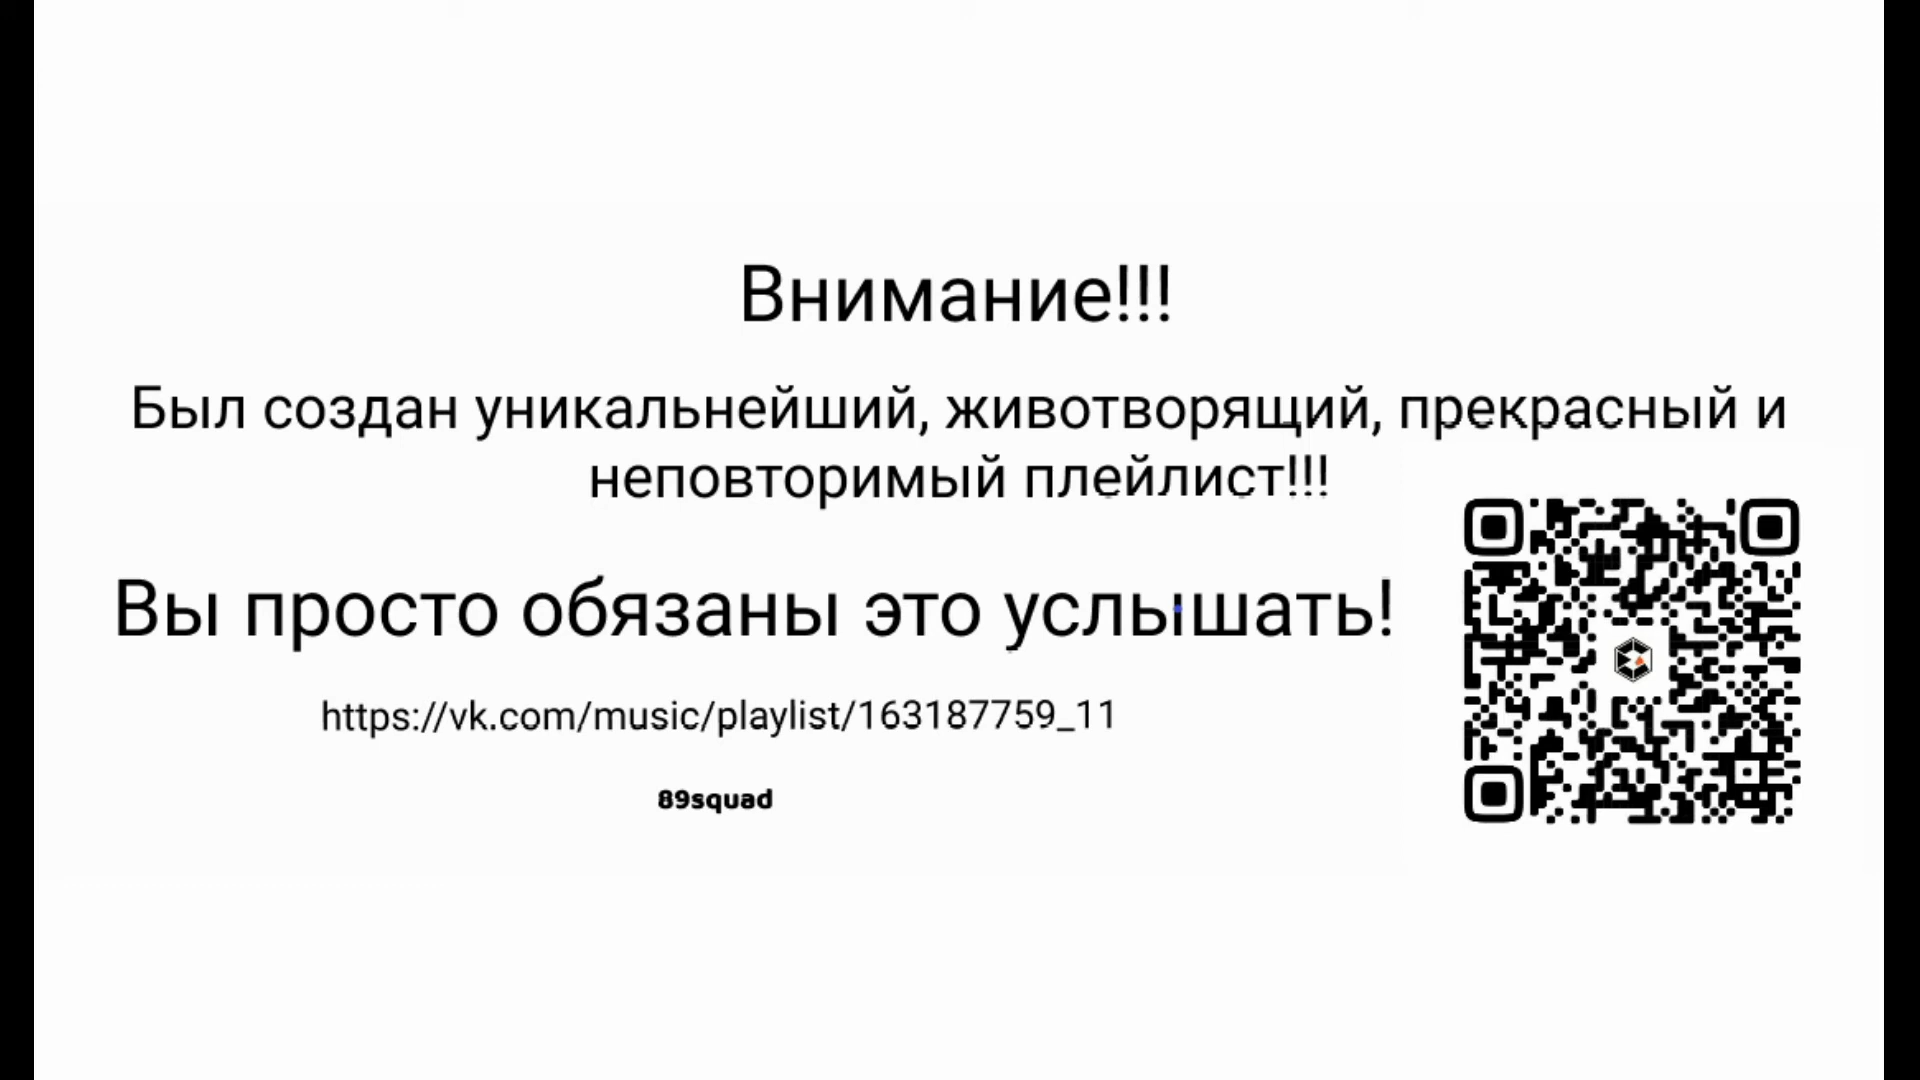 Внимание!!!
Был создан уникальнейший, животворящий, прекрасный и
неповторимый плейлист!!!
Вы просто обязаны это услышать!
https://vk.com/music/playlist/163187759_11
89squad